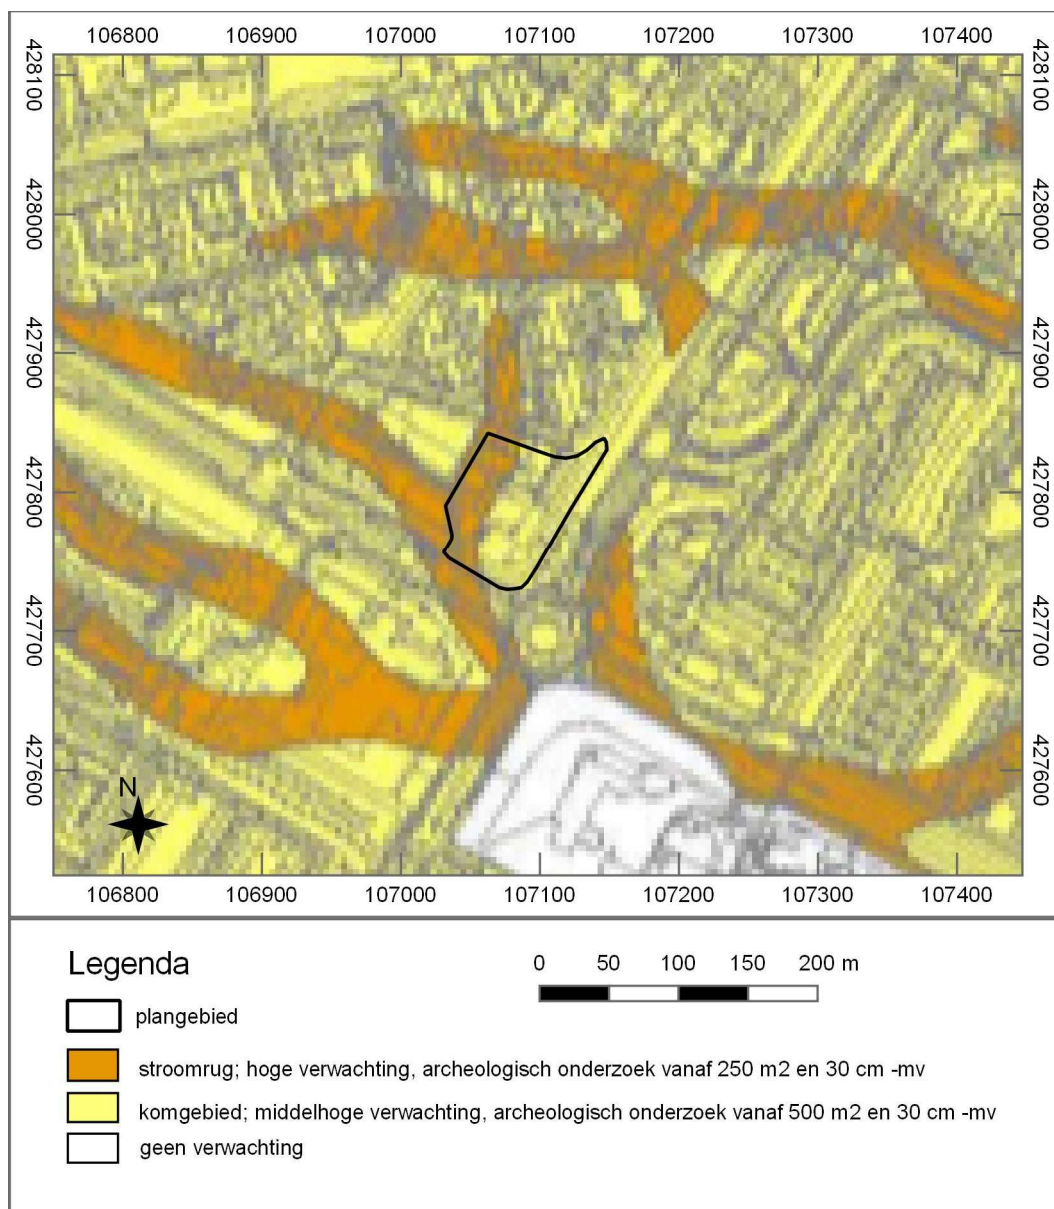 106800 106900 107000 107100 107200 107300 107400
428100 428100
428000 428000
427900 427900
427800 427800
427700 427700
427600 427600
N
106800 106900 107000 107100 107200 107300 107400
Legenda
0 50 100 150 200 m
plangebied
stroomrug; hoge verwachting, archeologisch onderzoek vanaf 250 m2 en 30 cm -mv
komgebied; middelhoge verwachting, archeologisch onderzoek vanaf 500 m2 en 30 cm -mv
geen verwachting